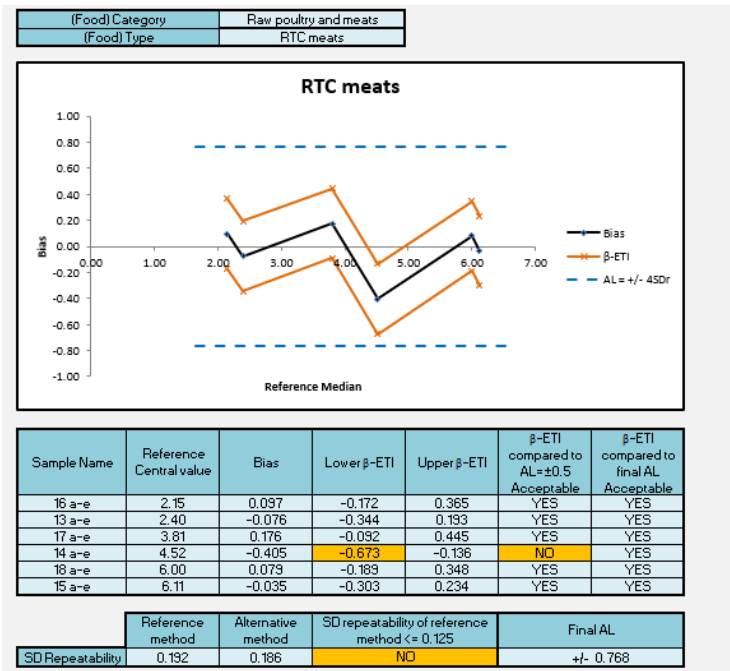 (Food) Category Raw poultry and meats
(Food) Type RTC meats
RTC meats
1.00
0.80
0.60
0.40
0.20
0.00
-0.20
-0.40
-0.60
-0.80
-1.00
0.00 1.00 2.00 3.00 4.00 5.00 6.00 7.00
Bias
Reference Median
Bias
β-ETI
AL = +/- 4SDr
Sample Name Reference Central value Bias Lower β-ETI Upper β-ETI β-ETI compared to AL=±0.5 Acceptable β-ETI compared to final AL Acceptable
16 a-e 2.15 0.097 -0.172 0.365 YES YES
13 a-e 2.40 -0.076 -0.344 0.193 YES YES
17 a-e 3.81 0.176 -0.092 0.445 YES YES
14 a-e 4.52 -0.405 -0.673 -0.136 NO YES
18 a-e 6.00 0.079 -0.189 0.348 YES YES
15 a-e 6.11 -0.035 -0.303 0.234 YES YES
Reference method Alternative method SD repeatability of reference method <= 0.125 Final AL
SD Repeatability 0.192 0.186 NO +/- 0.768